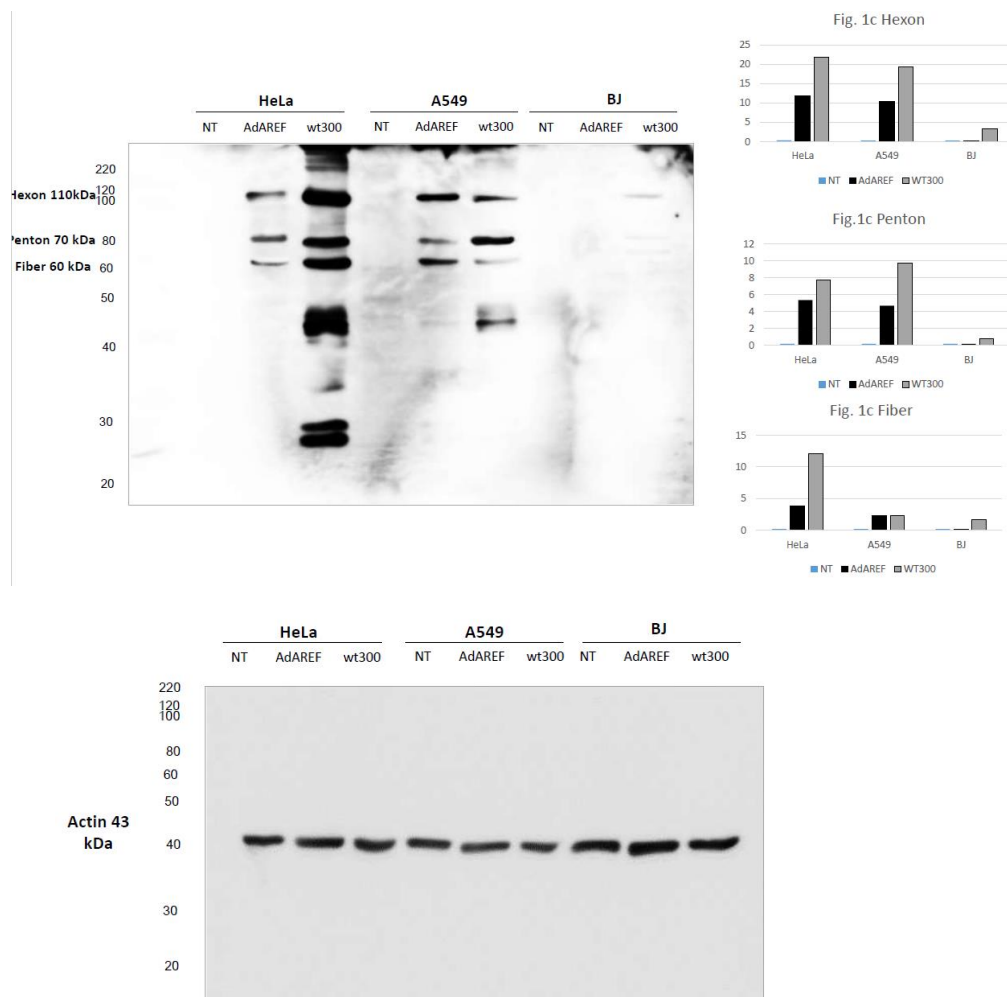 HeLa A549 BJ
NT AdAREF wt300 NT AdAREF wt300 NT AdAREF wt300
220
Hexon 110kDa 120
100
Penton 70 kDa 80
Fiber 60 kDa 60
50
40
30
20
Fig. 1c Hexon
25
20
15
10
5
0
HeLa A549 BJ
NT AdAREF WT300
Fig.1c Penton
12
10
8
6
4
2
0
HeLa A549 BJ
NT AdAREF WT300
Fig. 1c Fiber
15
10
5
0
HeLa A549 BJ
NT AdAREF WT300
HeLa A549 BJ
NT AdAREF wt300 NT AdAREF wt300 NT AdAREF wt300
220
120
100
80
60
50
Actin 43
kDa
40
30
20